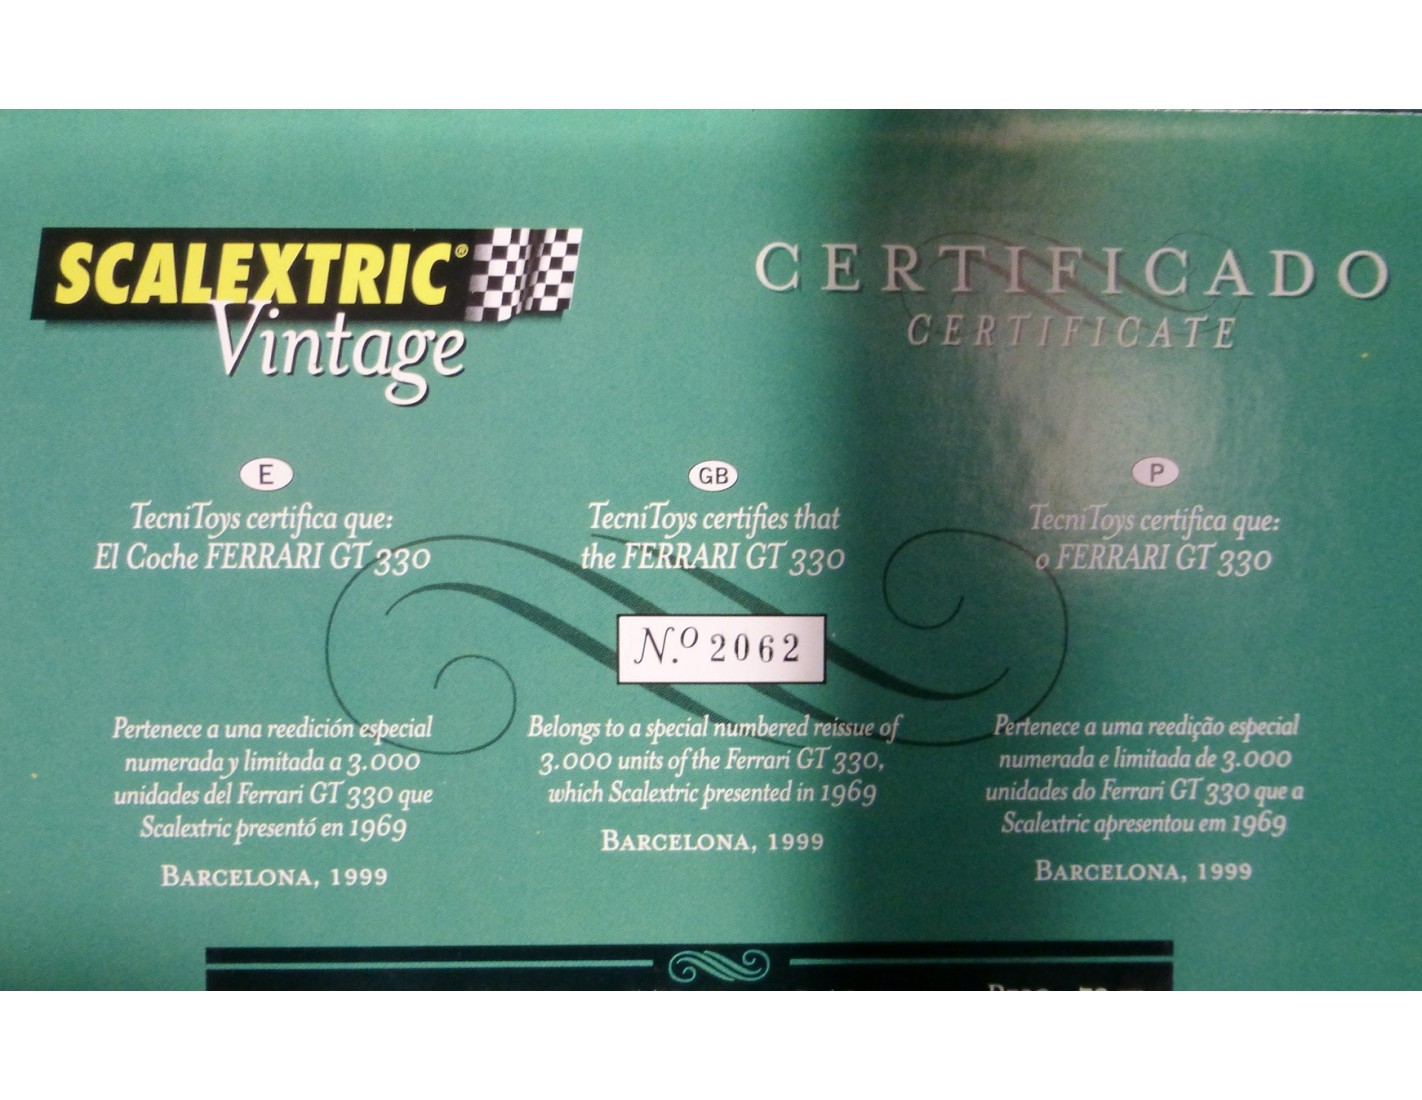 SCALEXTRIC®
Vintage
CERTIFICADO
CERTIFICATE
E
TecniToys certifica que:
El Coche FERRARI GT 330
GB
TecniToys certifies that
the FERRARI GT 330
P
TecniToys certifica que:
o FERRARI GT 330
N.º 2062
Pertenece a una reedición especial
numerada y limitada a 3.000
unidades del Ferrari GT 330 que
Scalextric presentó en 1969
BARCELONA, 1999
Belongs to a special numbered reissue of
3.000 units of the Ferrari GT 330,
which Scalextric presented in 1969
BARCELONA, 1999
Pertenece a uma reedição especial
numerada e limitada de 3.000
unidades do Ferrari GT 330 que a
Scalextric apresentou em 1969
BARCELONA, 1999